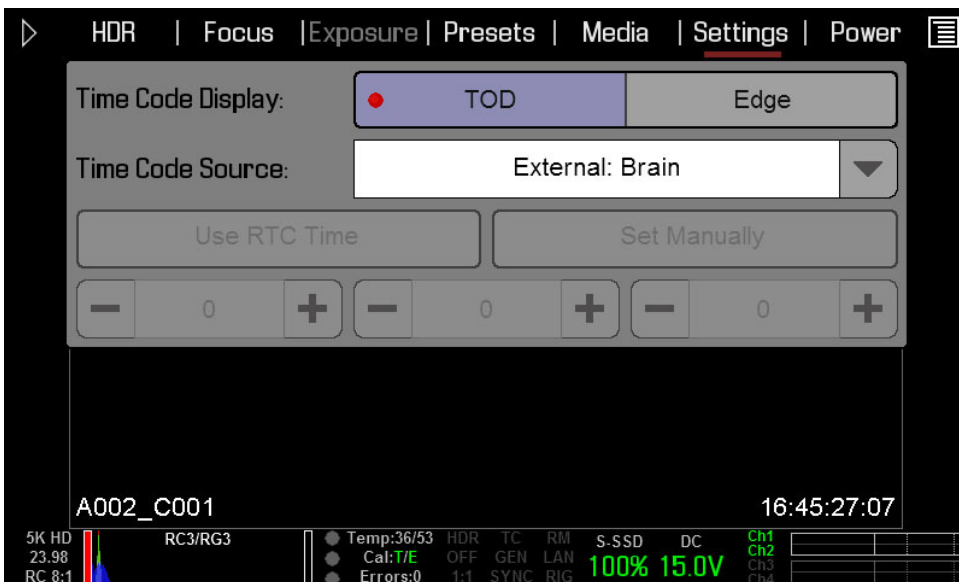 HDR | Focus | Exposure | Presets | Media | Settings | Power
Time Code Display: TOD Edge
Time Code Source: External: Brain
Use RTC Time Set Manually
0 0 0
A002_C001 16:45:27:07
5K HD RC3/RG3 Temp:36/53 HDR TC RM S-SSD DC Ch1
23.98 Cal:T/E OFF GEN LAN 100% 15.0V Ch2
RC 8:1 Errors:0 1:1 SYNC RIG Ch3
Ch4